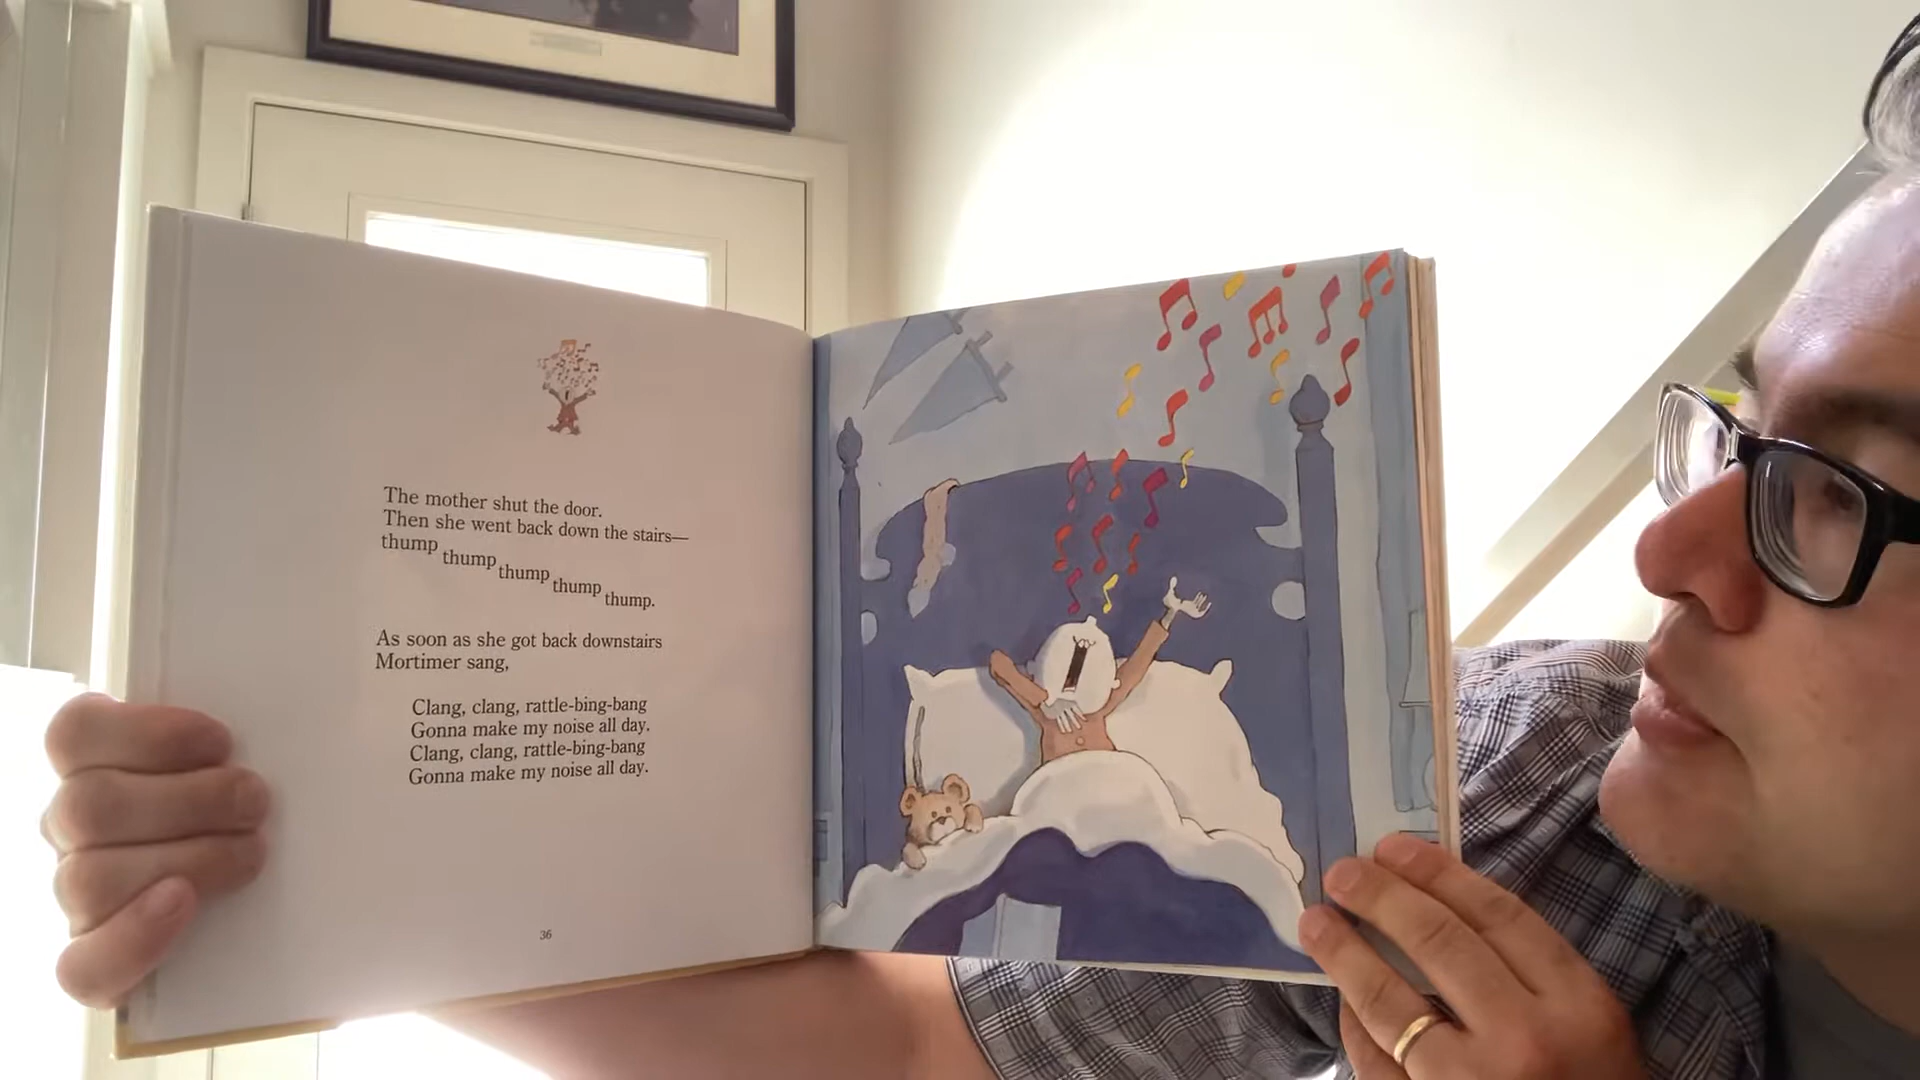 The mother shut the door.
Then she went back down the stairs—
thump thump thump thump thump.
As soon as she got back downstairs
Mortimer sang,
Clang, clang, rattle-bing-bang
Gonna make my noise all day.
Clang, clang, rattle-bing-bang
Gonna make my noise all day.
36